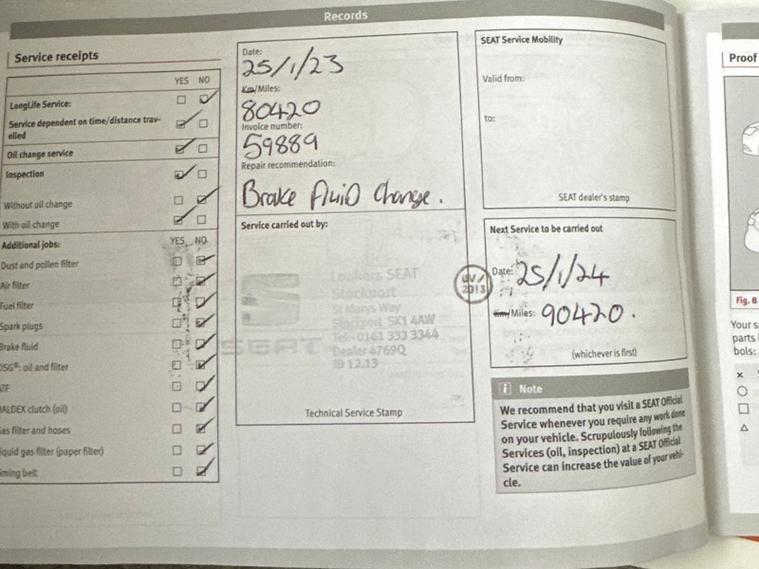 Records
Service receipts
YES NO
LongLife Service:
Service dependent on time/distance trav-
elled
Oil change service
Inspection
Without oil change
With oil change
Additional jobs:
YES NO
Dust and pollen filter
Air filter
Fuel filter
Spark plugs
Brake fluid
DSG®: oil and filter
ATF
HALDEX clutch (oil)
Gas filter and hoses
Liquid gas filter (paper filter)
Timing belt
Date:
25/1/23
Km/Miles:
80420
Invoice number:
59889
Repair recommendation:
Brake Fluid Change.
Service carried out by:
SEAT
Lookers SEAT
Stockport
St Marys Way
Stockport SK1 4AW
Tele: 0161 333 3344
Dealer 4769Q
ID 12.13
Technical Service Stamp
SEAT Service Mobility
Valid from:
to:
SEAT dealer's stamp
Next Service to be carried out
Date: 25/1/24
Km/Miles: 90420.
(whichever is first)
2013
i Note
We recommend that you visit a SEAT Official
Service whenever you require any work done
on your vehicle. Scrupulously following the
Services (oil, inspection) at a SEAT Official
Service can increase the value of your vehi-
cle.
Proof
Fig. 8
Your s
parts i
bols: